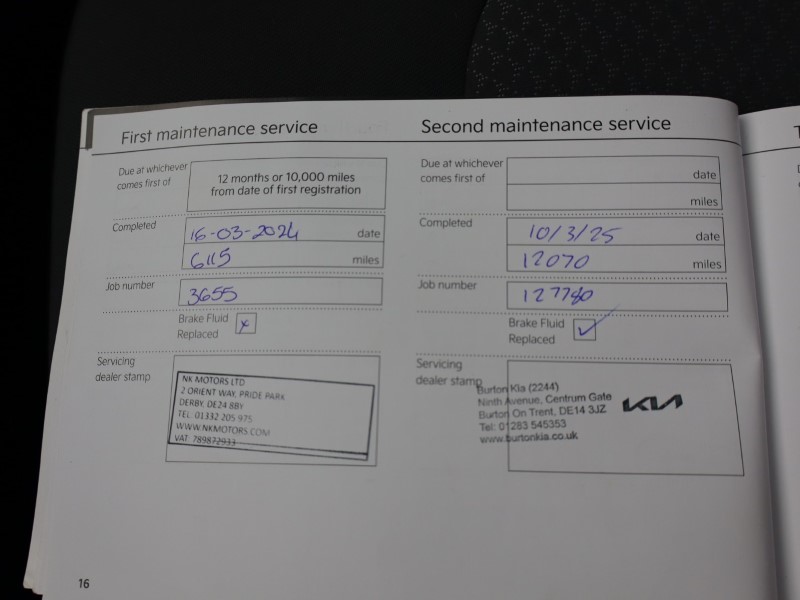 First maintenance service
Due at whichever
comes first of
12 months or 10,000 miles
from date of first registration
Completed
16-03-2024 date
6115 miles
Job number
3655
Brake Fluid
Replaced
x
Servicing
dealer stamp
NK MOTORS LTD
2 ORIENT WAY, PRIDE PARK
DERBY. DE24 8BY
TEL. 01332 205 975
WWW.NKMOTORS.COM
VAT: 789872933
16
Second maintenance service
Due at whichever
comes first of
date
miles
Completed
10/3/25 date
12070 miles
Job number
127780
Brake Fluid
Replaced
✓
Servicing
dealer stamp
Burton Kia (2244)
Ninth Avenue, Centrum Gate
Burton On Trent, DE14 3JZ
Tel: 01283 545353
www.burtonkia.co.uk
KIA
T